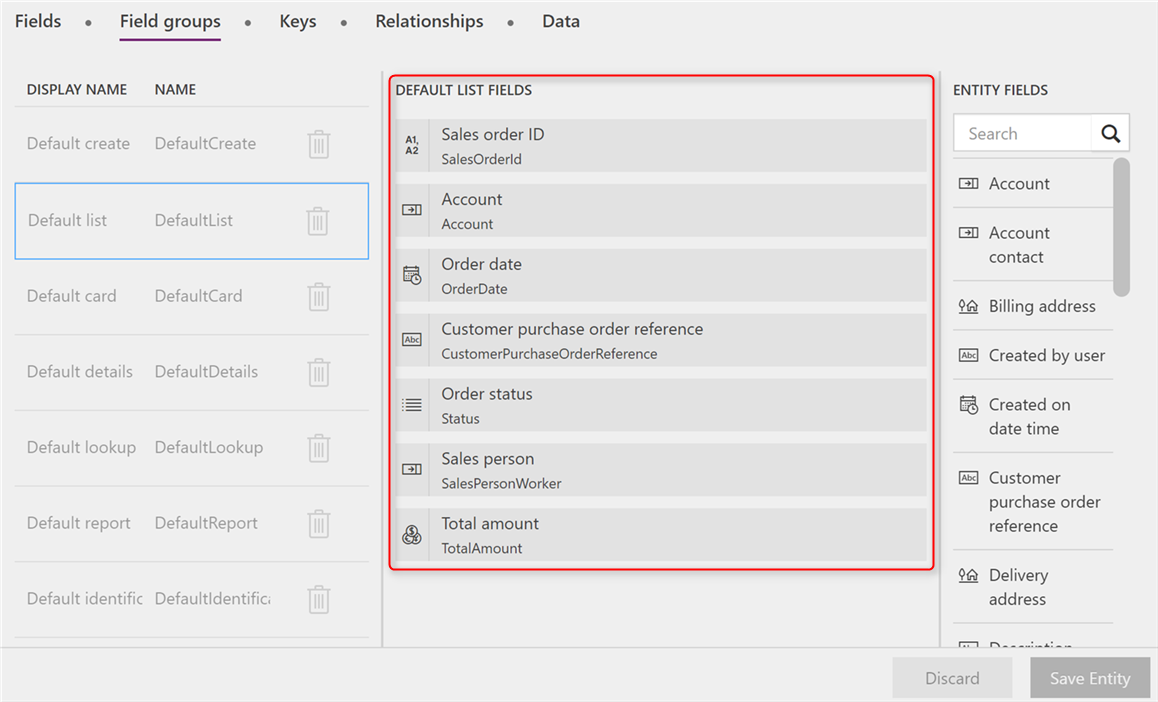 Fields • Field groups • Keys • Relationships • Data
DISPLAY NAME NAME
Default create DefaultCreate
Default list DefaultList
Default card DefaultCard
Default details DefaultDetails
Default lookup DefaultLookup
Default report DefaultReport
Default identific DefaultIdentifica
DEFAULT LIST FIELDS
A1,
A2
Sales order ID
SalesOrderId
Account
Account
Order date
OrderDate
Abc
Customer purchase order reference
CustomerPurchaseOrderReference
Order status
Status
Sales person
SalesPersonWorker
Total amount
TotalAmount
ENTITY FIELDS
Search
Account
Account
contact
Billing address
Abc Created by user
Created on
date time
Abc Customer
purchase order
reference
Delivery
address
Description
Discard
Save Entity